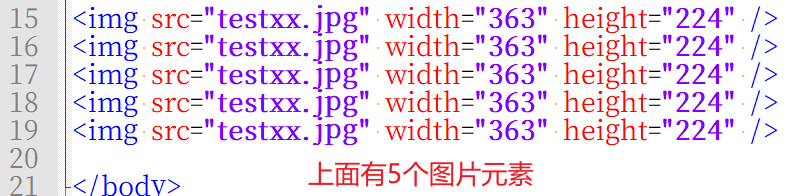 15 <img src="testxx.jpg" width="363" height="224" />
16 <img src="testxx.jpg" width="363" height="224" />
17 <img src="testxx.jpg" width="363" height="224" />
18 <img src="testxx.jpg" width="363" height="224" />
19 <img src="testxx.jpg" width="363" height="224" />
20 上面有5个图片元素
21 </body>